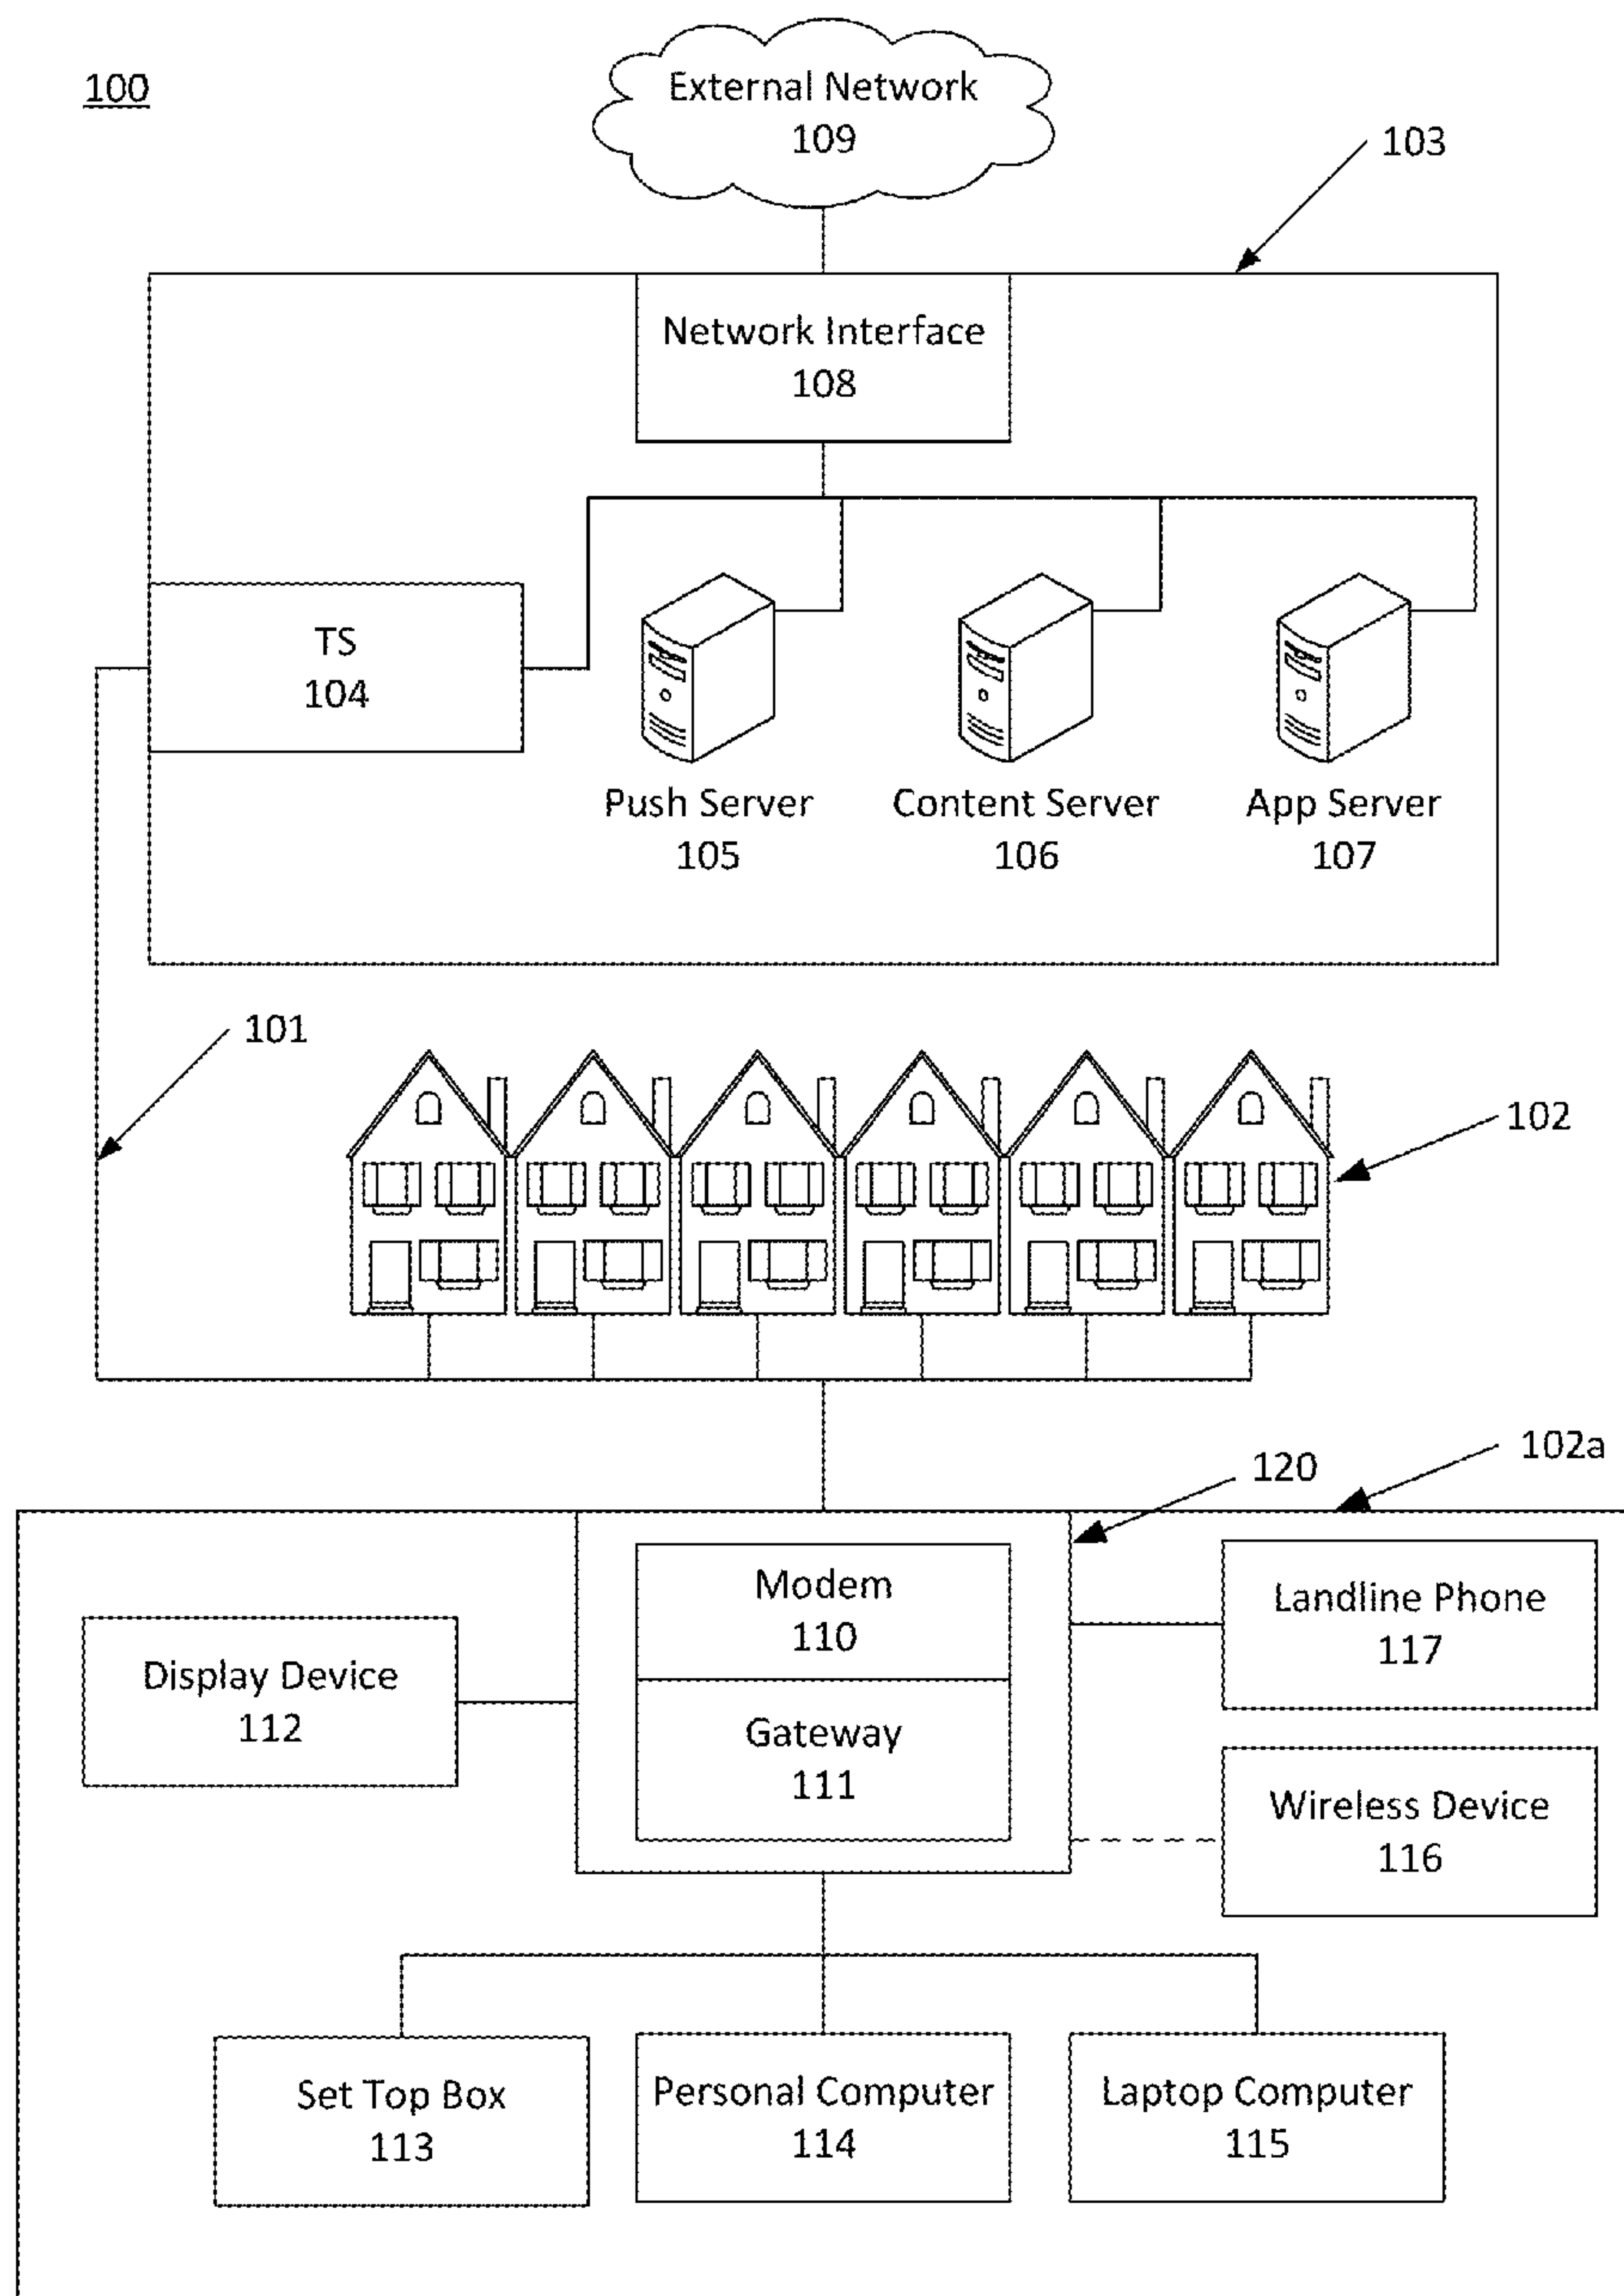 100
External Network
109
103
Network Interface
108
TS
104
Push Server
105
Content Server
106
App Server
107
101
102
102a
120
Modem
110
Gateway
111
Landline Phone
117
Display Device
112
Wireless Device
116
Set Top Box
113
Personal Computer
114
Laptop Computer
115